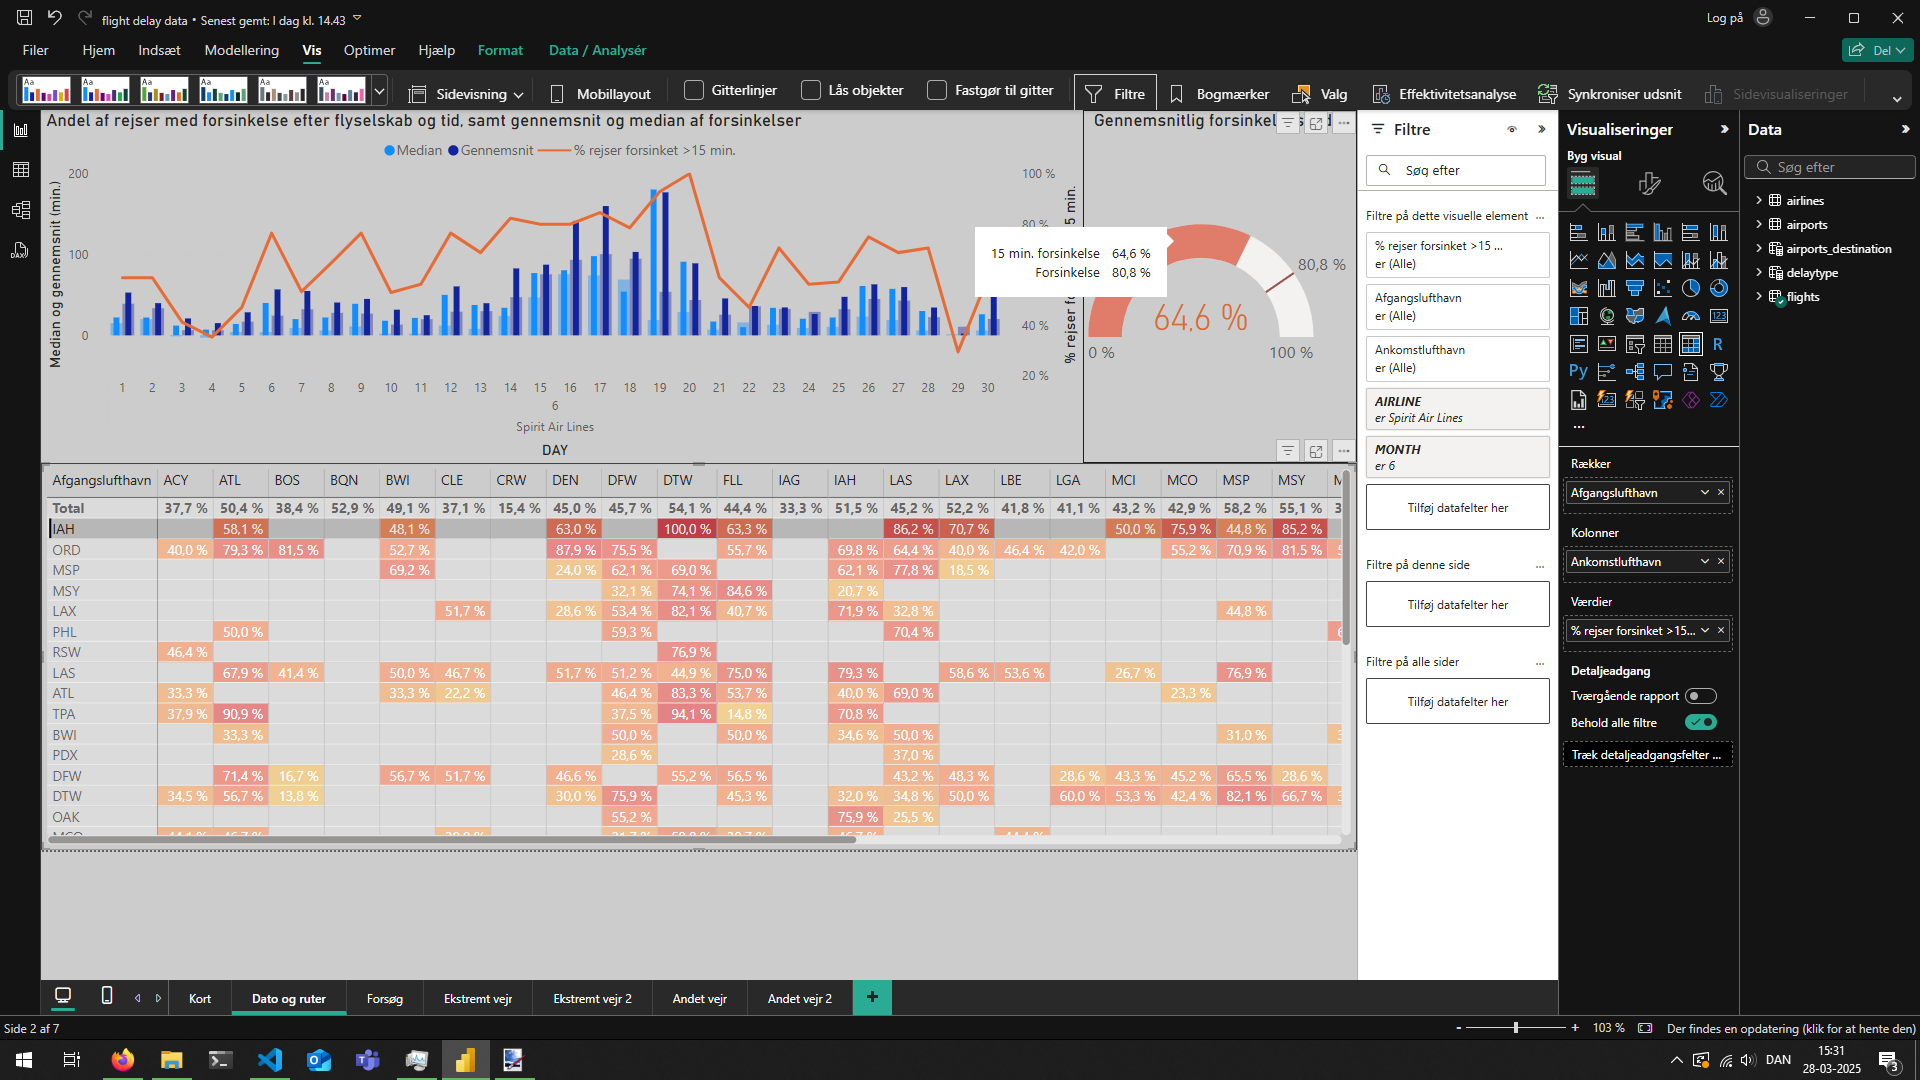 flight delay data • Senest gemt: I dag kl. 14.43
Log på
Filer Hjem Indsæt Vis Modellering Optimer Hjælp Format Data / Analysér
Del
Aa Aa Aa Aa Aa Aa
Sidevisning Mobillayout Gitterlinjer Lås objekter Fastgør til gitter Filtre Bogmærker Valg Effektivitetsanalyse Synkroniser udsnit Sidevisualiseringer
Andel af rejser med forsinkelse efter flyselskab og tid, samt gennemsnit og median af forsinkelser
Median Gennemsnit % rejser forsinket >15 min.
Median og gennemsnit (min.)
200
100
0
100 %
80 %
40 %
20 %
1 2 3 4 5 6 7 8 9 10 11 12 13 14 15 16 17 18 19 20 21 22 23 24 25 26 27 28 29 30
6
Spirit Air Lines
DAY
Gennemsnitlig
15 min. forsinkelse 64,6 %
Forsinkelse 80,8 %
80,8 %
64,6 %
0 % 100 %
Afgangslufthavn ACY ATL BOS BQN BWI CLE CRW DEN DFW DTW FLL IAG IAH LAS LAX LBE LGA MCI MCO MSP MSY
Total 37,7 % 50,4 % 38,4 % 52,9 % 49,1 % 37,1 % 15,4 % 45,0 % 45,7 % 54,1 % 44,4 % 33,3 % 51,5 % 45,2 % 52,2 % 41,8 % 41,1 % 43,2 % 42,9 % 58,2 % 55,1 %
IAH 58,1 % 48,1 % 63,0 % 100,0 % 63,3 % 86,2 % 70,7 % 50,0 % 75,9 % 44,8 % 85,2 %
ORD 40,0 % 79,3 % 81,5 % 52,7 % 87,9 % 75,5 % 55,7 % 69,8 % 64,4 % 40,0 % 46,4 % 42,0 % 55,2 % 70,9 % 81,5 %
MSP 69,2 % 24,0 % 62,1 % 69,0 % 62,1 % 77,8 % 18,5 %
MSY 32,1 % 74,1 % 84,6 % 20,7 %
LAX 51,7 % 28,6 % 53,4 % 82,1 % 40,7 % 71,9 % 32,8 % 44,8 %
PHL 50,0 % 59,3 % 70,4 %
RSW 46,4 % 76,9 %
LAS 67,9 % 41,4 % 50,0 % 46,7 % 51,7 % 51,2 % 44,9 % 75,0 % 79,3 % 58,6 % 53,6 % 26,7 % 76,9 %
ATL 33,3 % 33,3 % 22,2 % 46,4 % 83,3 % 53,7 % 40,0 % 69,0 % 23,3 %
TPA 37,9 % 90,9 % 37,5 % 94,1 % 14,8 % 70,8 %
BWI 33,3 % 50,0 % 50,0 % 34,6 % 50,0 % 31,0 %
PDX 28,6 % 37,0 %
DFW 71,4 % 16,7 % 56,7 % 51,7 % 46,6 % 55,2 % 56,5 % 43,2 % 48,3 % 28,6 % 43,3 % 45,2 % 65,5 % 28,6 %
DTW 34,5 % 56,7 % 13,8 % 30,0 % 75,9 % 45,3 % 32,0 % 34,8 % 50,0 % 60,0 % 53,3 % 42,4 % 82,1 % 66,7 %
OAK 55,2 % 75,9 % 25,5 %
Filtre
Søg efter
Filtre på dette visuelle element ...
% rejser forsinket >15 ...
er (Alle)
Afgangslufthavn
er (Alle)
Ankomstlufthavn
er (Alle)
AIRLINE
er Spirit Air Lines
MONTH
er 6
Tilføj datafelter her
Filtre på denne side ...
Tilføj datafelter her
Filtre på alle sider ...
Tilføj datafelter her
Visualiseringer
Byg visual
123
R
Py
123
...
Rækker
Afgangslufthavn
Kolonner
Ankomstlufthavn
Værdier
% rejser forsinket >15...
Detaljeadgang
Tværgående rapport
Behold alle filtre
Træk detaljeadgangsfelter ...
Data
Søg efter
airlines
airports
airports_destination
delaytype
flights
Kort Dato og ruter Forsøg Ekstremt vejr Ekstremt vejr 2 Andet vejr Andet vejr 2 +
Side 2 af 7
- + 103 % Der findes en opdatering (klik for at hente den)
DAN 15:31
28-03-2025
3